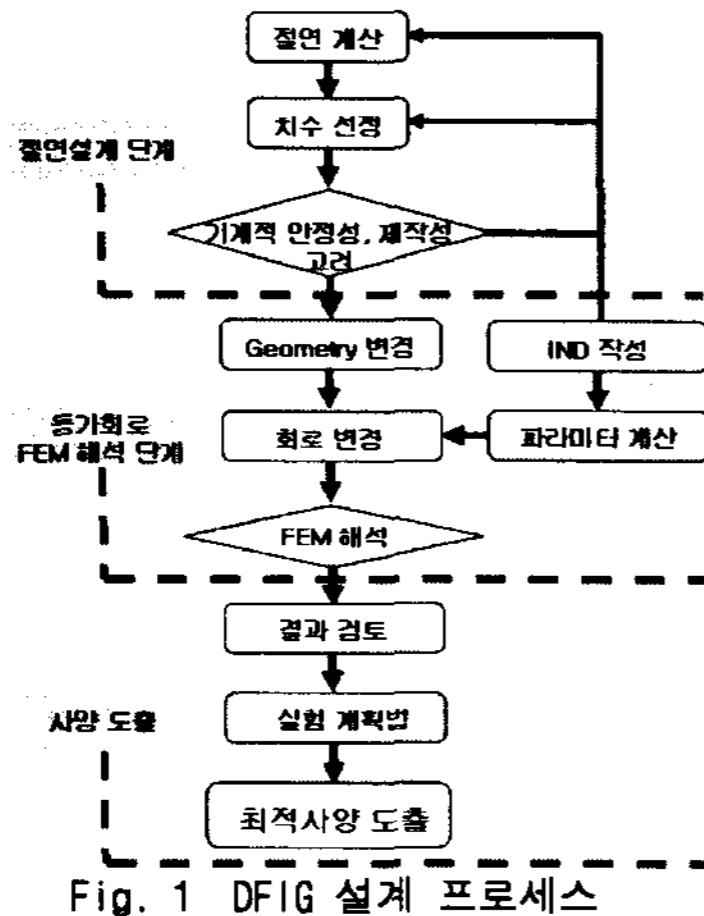 절연 계산
치수 선정
절연설계 단계
기계적 안정성, 제작성
고려
Geometry 변경
IND 작성
등가회로
FEM 해석 단계
회로 변경
파라미터 계산
FEM 해석
결과 검토
사양 도출
실험 계획법
최적사양 도출
Fig. 1 DFIG 설계 프로세스